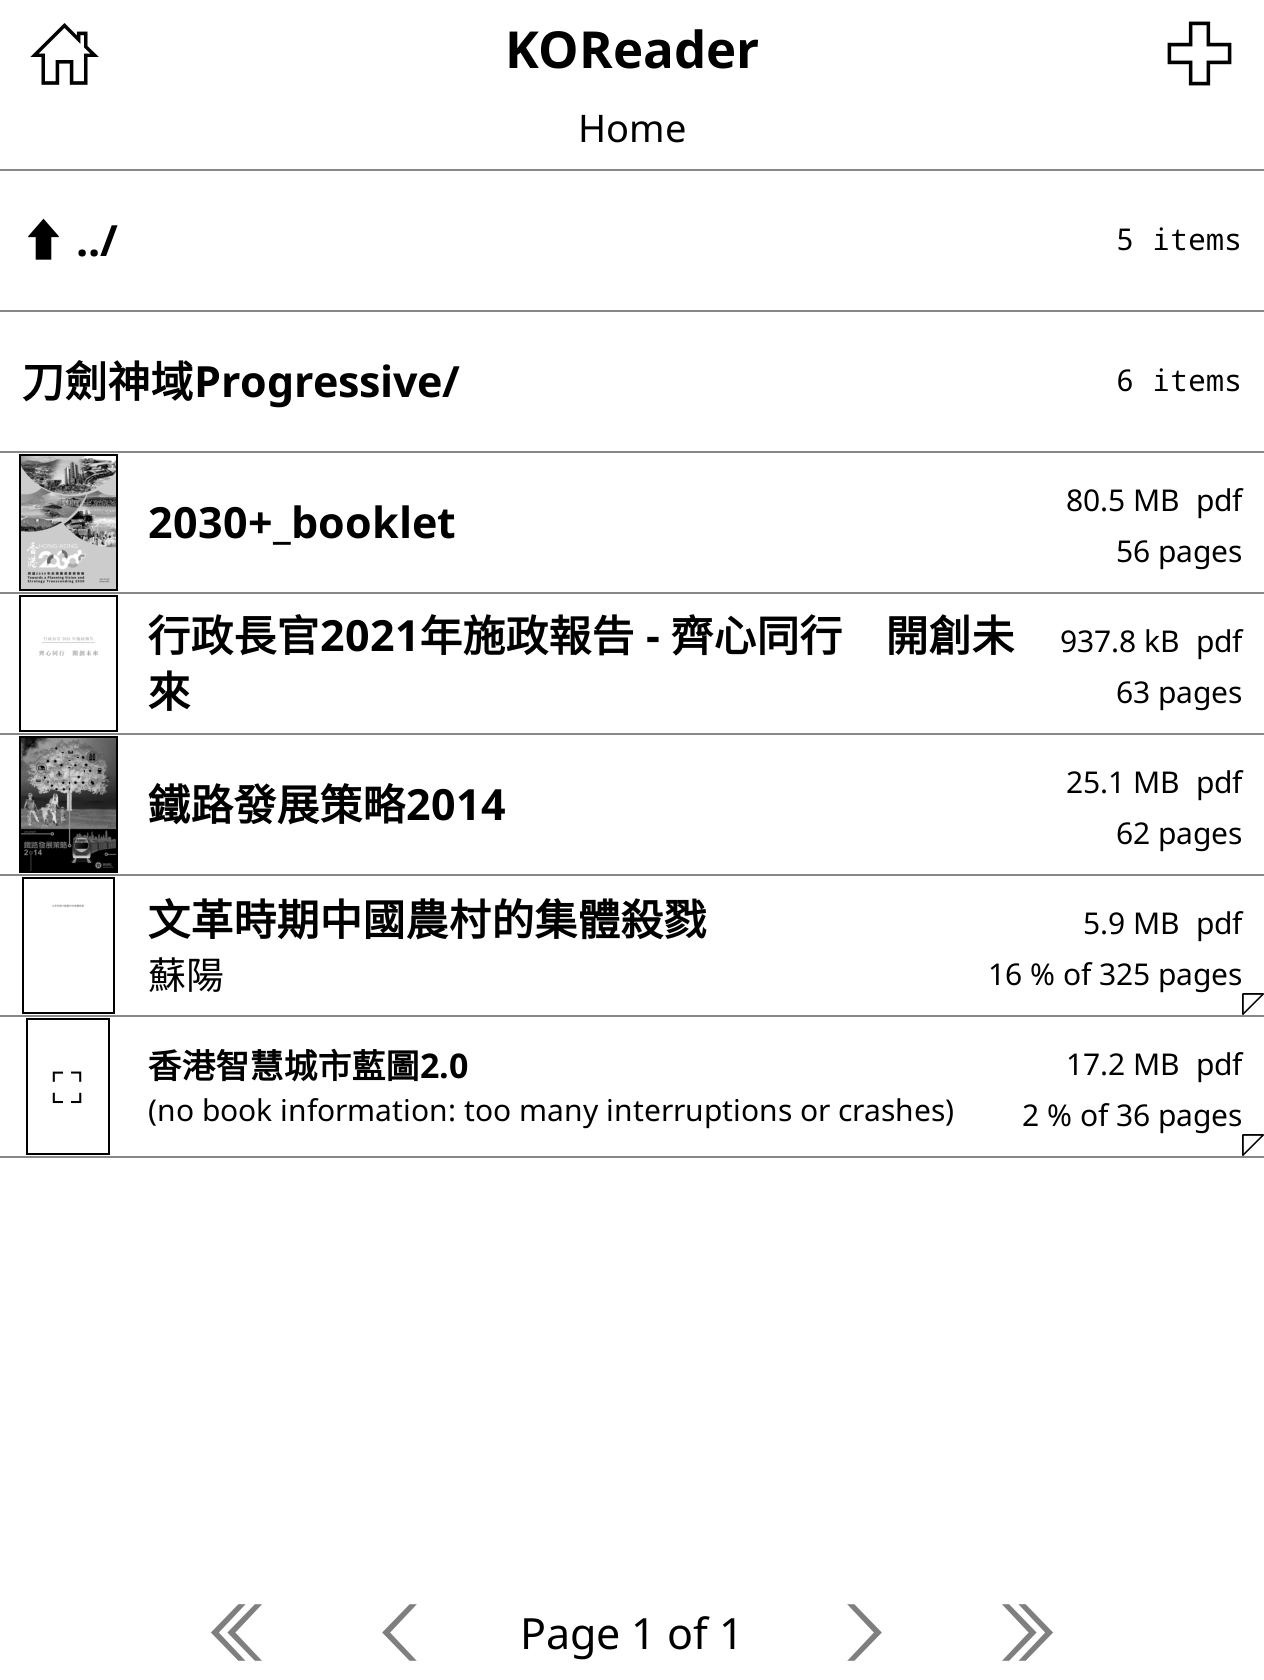 KOReader
Home
../
5 items
刀劍神域Progressive/
6 items
2030+_booklet
80.5 MB pdf
56 pages
行政長官2021年施政報告 - 齊心同行　開創未
來
937.8 kB pdf
63 pages
鐵路發展策略2014
25.1 MB pdf
62 pages
文革時期中國農村的集體殺戮
蘇陽
5.9 MB pdf
16 % of 325 pages
香港智慧城市藍圖2.0
(no book information: too many interruptions or crashes)
17.2 MB pdf
2 % of 36 pages
Page 1 of 1